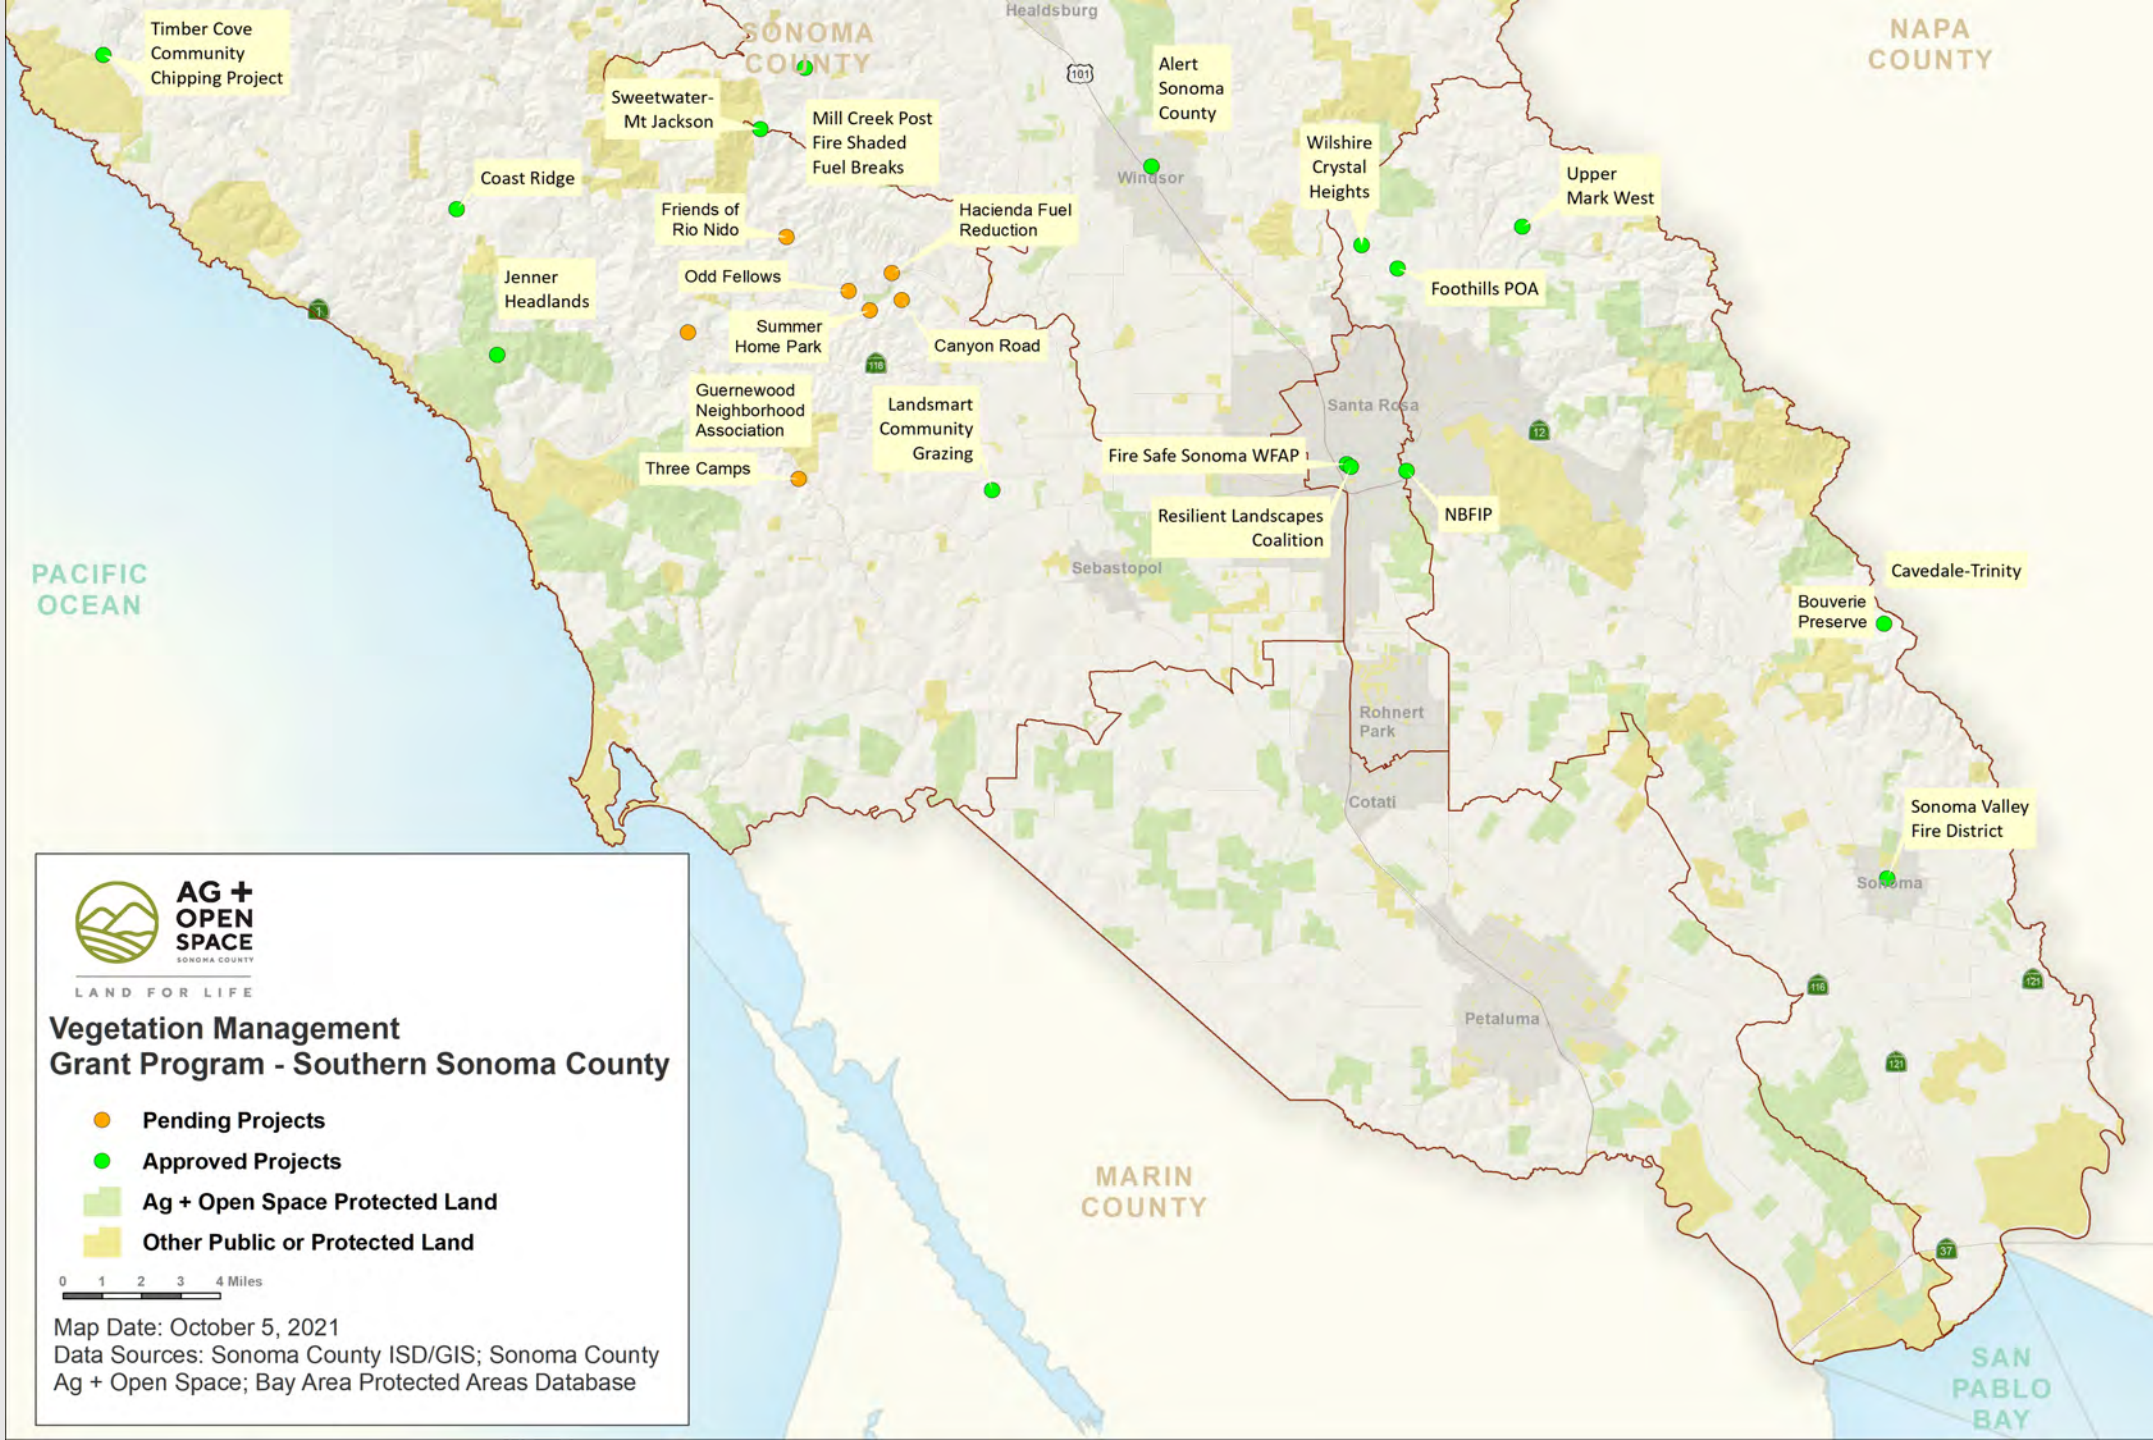 Healdsburg
SONOMA
COUNTY
NAPA
COUNTY
Timber Cove
Community
Chipping Project
101
Alert
Sonoma
County
Sweetwater-
Mt Jackson
Mill Creek Post
Fire Shaded
Fuel Breaks
Wilshire
Crystal
Heights
Upper
Mark West
Coast Ridge
Windsor
Friends of
Rio Nido
Hacienda Fuel
Reduction
Odd Fellows
Jenner
Headlands
Foothills POA
1
Summer
Home Park
Canyon Road
116
Guernewood
Neighborhood
Association
Landsmart
Community
Grazing
Santa Rosa
12
Three Camps
Fire Safe Sonoma WFAP
Resilient Landscapes
Coalition
NBFIP
Sebastopol
PACIFIC
OCEAN
Cavedale-Trinity
Bouverie
Preserve
Rohnert
Park
Cotati
Sonoma Valley
Fire District
Sonoma
116
121
Petaluma
121
MARIN
COUNTY
37
SAN
PABLO
BAY
AG +
OPEN
SPACE
SONOMA COUNTY
LAND FOR LIFE
Vegetation Management
Grant Program - Southern Sonoma County
Pending Projects
Approved Projects
Ag + Open Space Protected Land
Other Public or Protected Land
0 1 2 3 4 Miles
Map Date: October 5, 2021
Data Sources: Sonoma County ISD/GIS; Sonoma County
Ag + Open Space; Bay Area Protected Areas Database